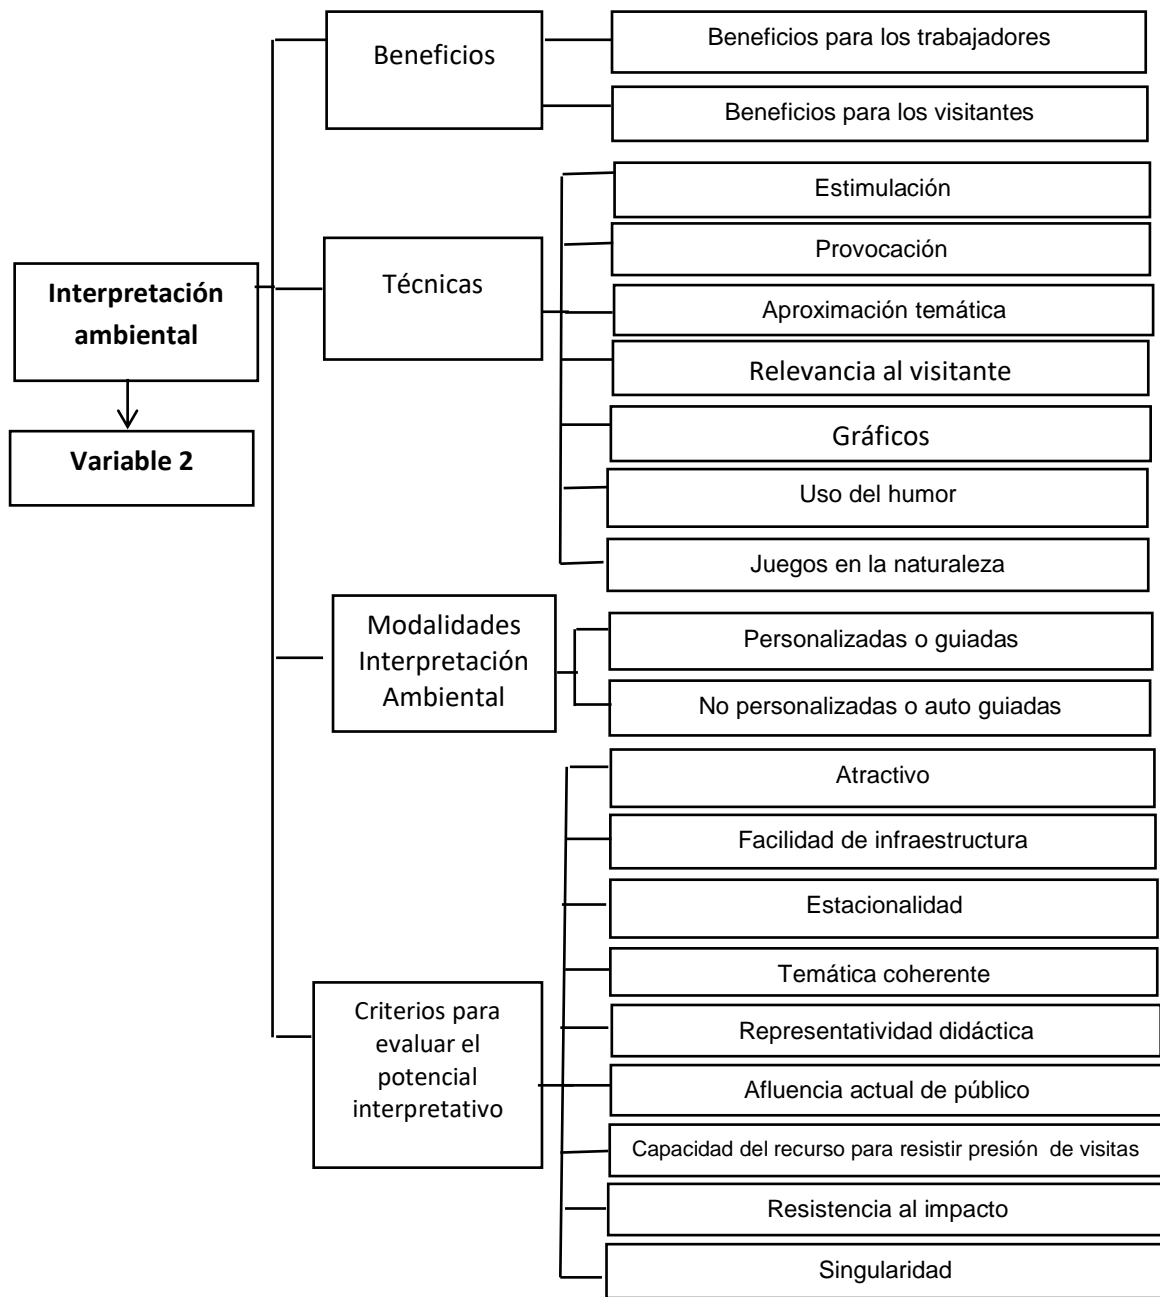 Interpretación
ambiental
Variable 2
Beneficios
Beneficios para los trabajadores
Beneficios para los visitantes
Técnicas
Estimulación
Provocación
Aproximación temática
Relevancia al visitante
Gráficos
Uso del humor
Juegos en la naturaleza
Modalidades
Interpretación
Ambiental
Personalizadas o guiadas
No personalizadas o auto guiadas
Criterios para
evaluar el
potencial
interpretativo
Atractivo
Facilidad de infraestructura
Estacionalidad
Temática coherente
Representatividad didáctica
Afluencia actual de público
Capacidad del recurso para resistir presión de visitas
Resistencia al impacto
Singularidad